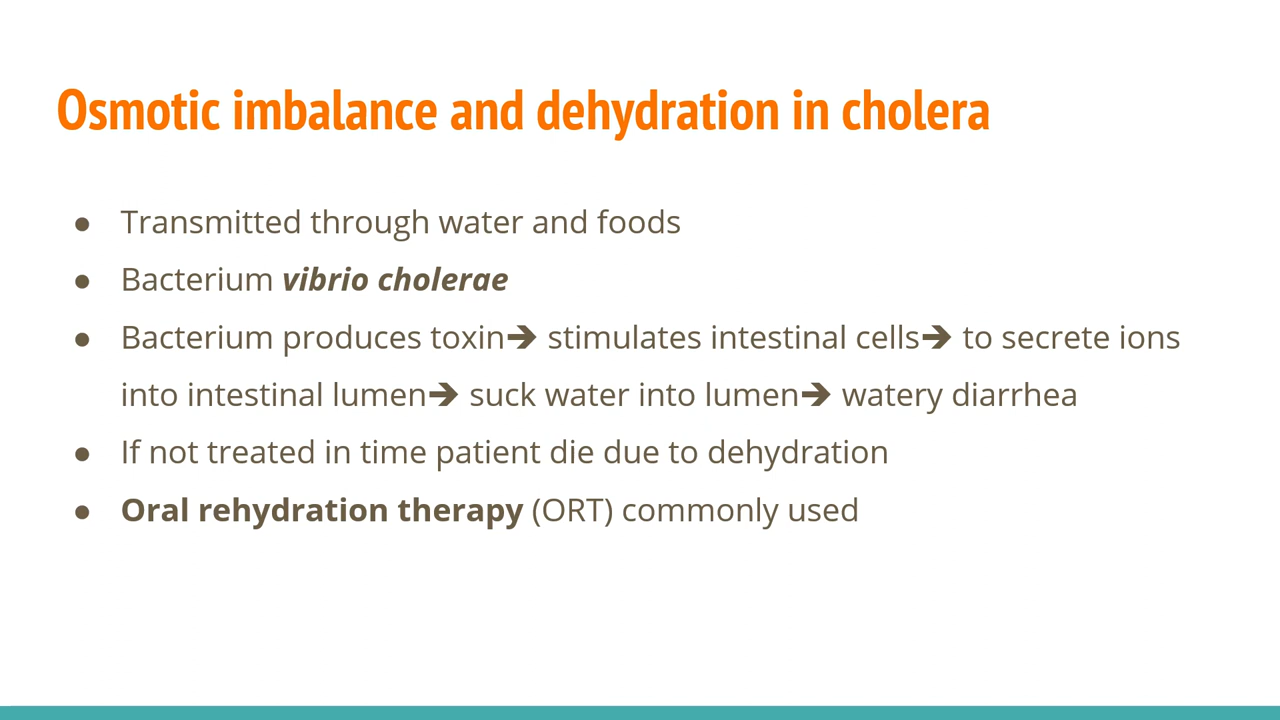 Osmotic imbalance and dehydration in cholera
● Transmitted through water and foods
● Bacterium vibrio cholerae
● Bacterium produces toxin➔ stimulates intestinal cells➔ to secrete ions
into intestinal lumen➔ suck water into lumen➔ watery diarrhea
● If not treated in time patient die due to dehydration
● Oral rehydration therapy (ORT) commonly used